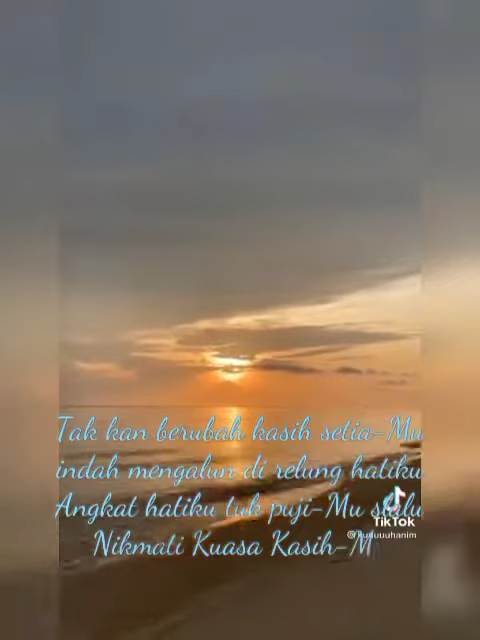 Tak kan berubah kasih setia-Mu
indah mengalun di relung hatiku
Angkat hatiku tuk puji-Mu slalu
Nikmati Kuasa Kasih-M
TikTok